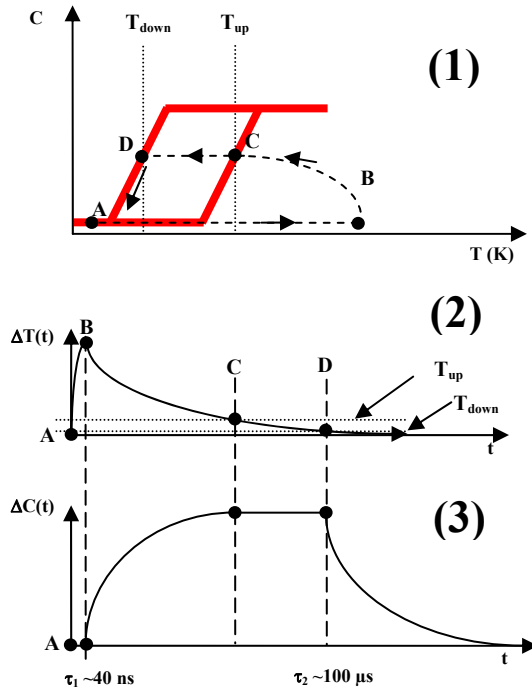 C
T_down T_up
(1)
D
C
A
B
T (K)
(2)
ΔT(t)
B
C
D
T_up
T_down
A
t
ΔC(t)
(3)
A
t
τ₁ ~40 ns
τ₂ ~100 µs